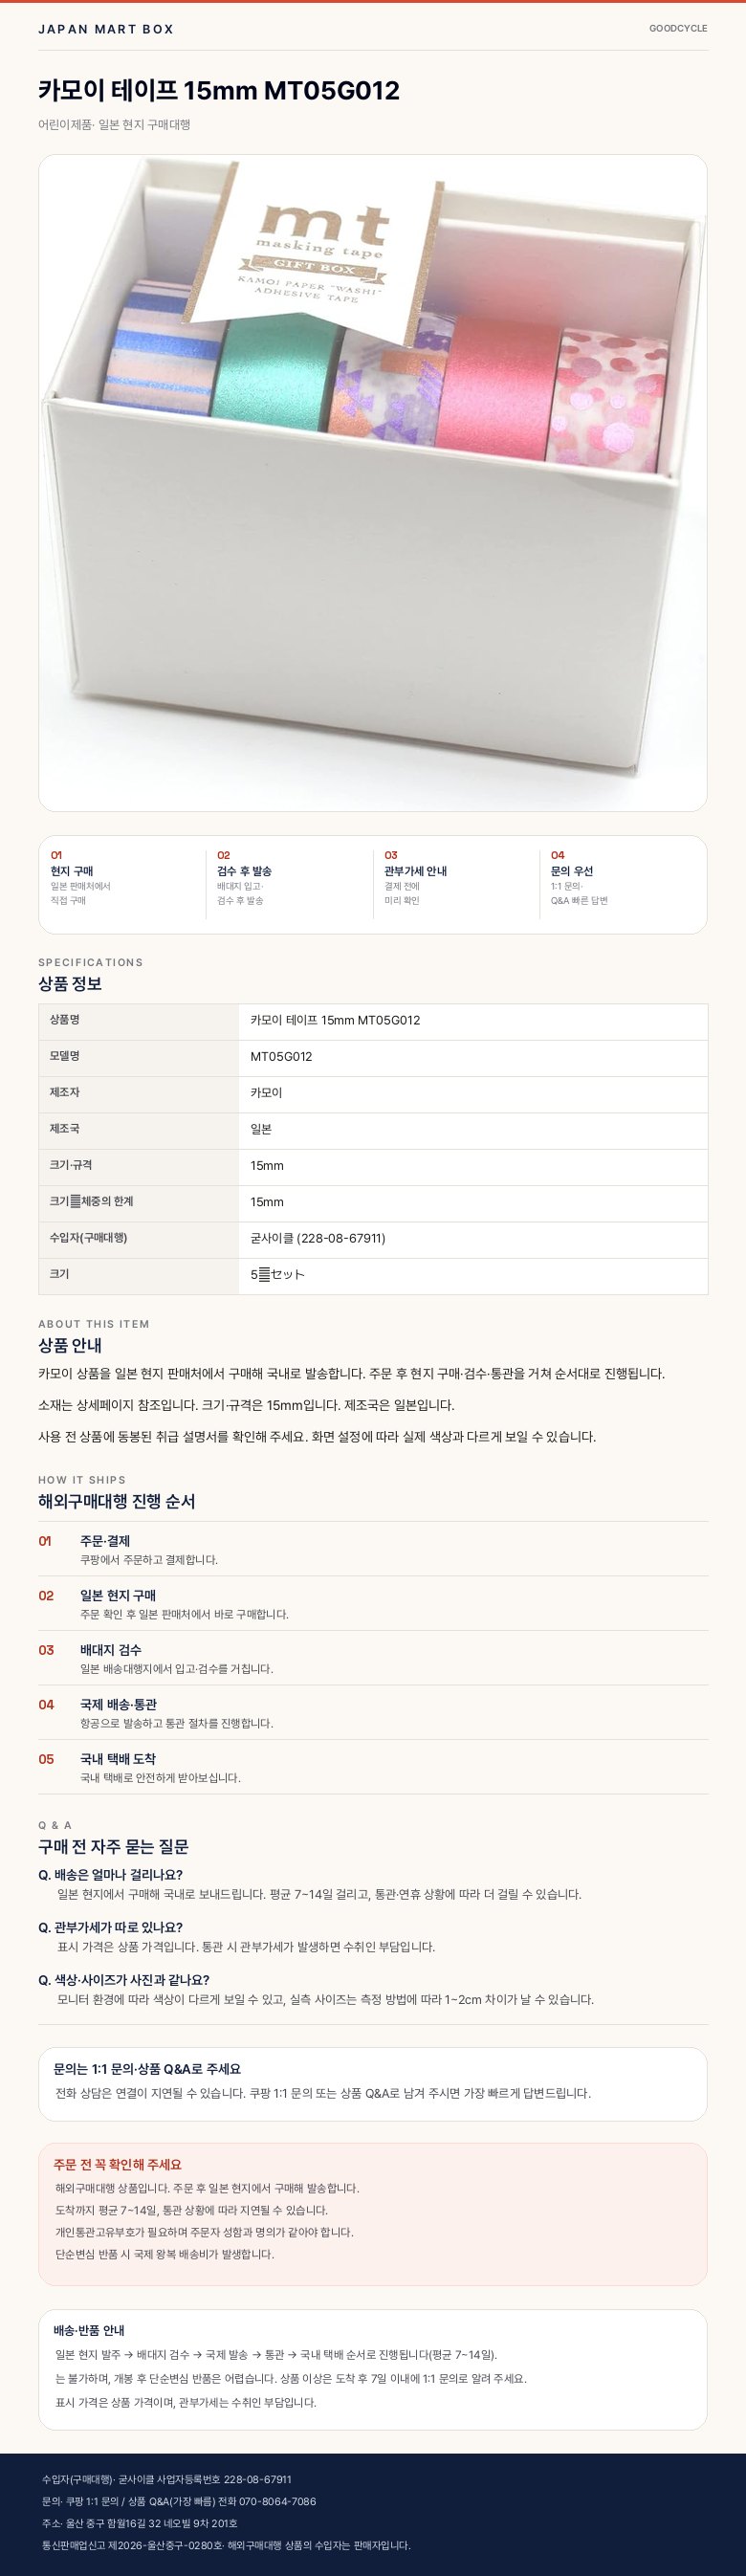 JAPAN MART BOX
GOODCYCLE
카모이 테이프 15mm MT05G012
어린이제품· 일본 현지 구매대행
mt
masking tape
GIFT BOX
KAMOI PAPER "WASHI"
ADHESIVE TAPE
01
현지 구매
일본 판매처에서
직접 구매
02
검수 후 발송
배대지 입고·
검수 후 발송
03
관부가세 안내
결제 전에
미리 확인
04
문의 우선
1:1 문의·
Q&A 빠른 답변
SPECIFICATIONS
상품 정보
상품명 카모이 테이프 15mm MT05G012
모델명 MT05G012
제조자 카모이
제조국 일본
크기·규격 15mm
크기 체중의 한계 15mm
수입자(구매대행) 굳사이클 (228-08-67911)
크기 5 セット
ABOUT THIS ITEM
상품 안내
카모이 상품을 일본 현지 판매처에서 구매해 국내로 발송합니다. 주문 후 현지 구매·검수·통관을 거쳐 순서대로 진행됩니다.
소재는 상세페이지 참조입니다. 크기·규격은 15mm입니다. 제조국은 일본입니다.
사용 전 상품에 동봉된 취급 설명서를 확인해 주세요. 화면 설정에 따라 실제 색상과 다르게 보일 수 있습니다.
HOW IT SHIPS
해외구매대행 진행 순서
01 주문·결제
쿠팡에서 주문하고 결제합니다.
02 일본 현지 구매
주문 확인 후 일본 판매처에서 바로 구매합니다.
03 배대지 검수
일본 배송대행지에서 입고·검수를 거칩니다.
04 국제 배송·통관
항공으로 발송하고 통관 절차를 진행합니다.
05 국내 택배 도착
국내 택배로 안전하게 받아보십니다.
Q & A
구매 전 자주 묻는 질문
Q. 배송은 얼마나 걸리나요?
일본 현지에서 구매해 국내로 보내드립니다. 평균 7~14일 걸리고, 통관·연휴 상황에 따라 더 걸릴 수 있습니다.
Q. 관부가세가 따로 있나요?
표시 가격은 상품 가격입니다. 통관 시 관부가세가 발생하면 수취인 부담입니다.
Q. 색상·사이즈가 사진과 같나요?
모니터 환경에 따라 색상이 다르게 보일 수 있고, 실측 사이즈는 측정 방법에 따라 1~2cm 차이가 날 수 있습니다.
문의는 1:1 문의·상품 Q&A로 주세요
전화 상담은 연결이 지연될 수 있습니다. 쿠팡 1:1 문의 또는 상품 Q&A로 남겨 주시면 가장 빠르게 답변드립니다.
주문 전 꼭 확인해 주세요
해외구매대행 상품입니다. 주문 후 일본 현지에서 구매해 발송합니다.
도착까지 평균 7~14일, 통관 상황에 따라 지연될 수 있습니다.
개인통관고유부호가 필요하며 주문자 성함과 명의가 같아야 합니다.
단순변심 반품 시 국제 왕복 배송비가 발생합니다.
배송·반품 안내
일본 현지 발주 → 배대지 검수 → 국제 발송 → 통관 → 국내 택배 순서로 진행됩니다(평균 7~14일).
는 불가하며, 개봉 후 단순변심 반품은 어렵습니다. 상품 이상은 도착 후 7일 이내에 1:1 문의로 알려 주세요.
표시 가격은 상품 가격이며, 관부가세는 수취인 부담입니다.
수입자(구매대행)· 굳사이클 사업자등록번호 228-08-67911
문의· 쿠팡 1:1 문의 / 상품 Q&A(가장 빠름) 전화 070-8064-7086
주소· 울산 중구 함월16길 32 네오빌 9차 201호
통신판매업신고 제2026-울산중구-0280호· 해외구매대행 상품의 수입자는 판매자입니다.